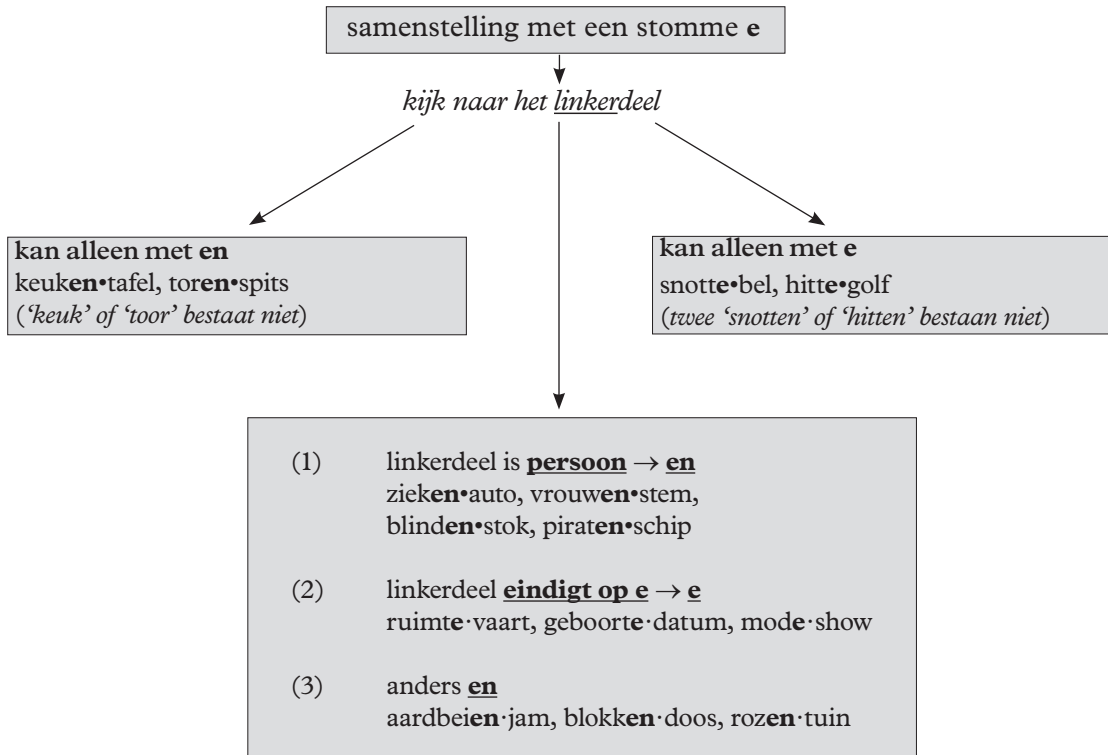 samenstelling met een stomme e
kijk naar het linkerdeel
kan alleen met en
keuken•tafel, toren•spits
(‘keuk’ of ‘toor’ bestaat niet)
kan alleen met e
snotte•bel, hitte•golf
(twee ‘snotten’ of ‘hitten’ bestaan niet)
(1) linkerdeel is persoon → en
zieken•auto, vrouwen•stem,
blinden•stok, piraten•schip
(2) linkerdeel eindigt op e → e
ruimte·vaart, geboorte·datum, mode·show
(3) anders en
aardbeien·jam, blokken·doos, rozen·tuin